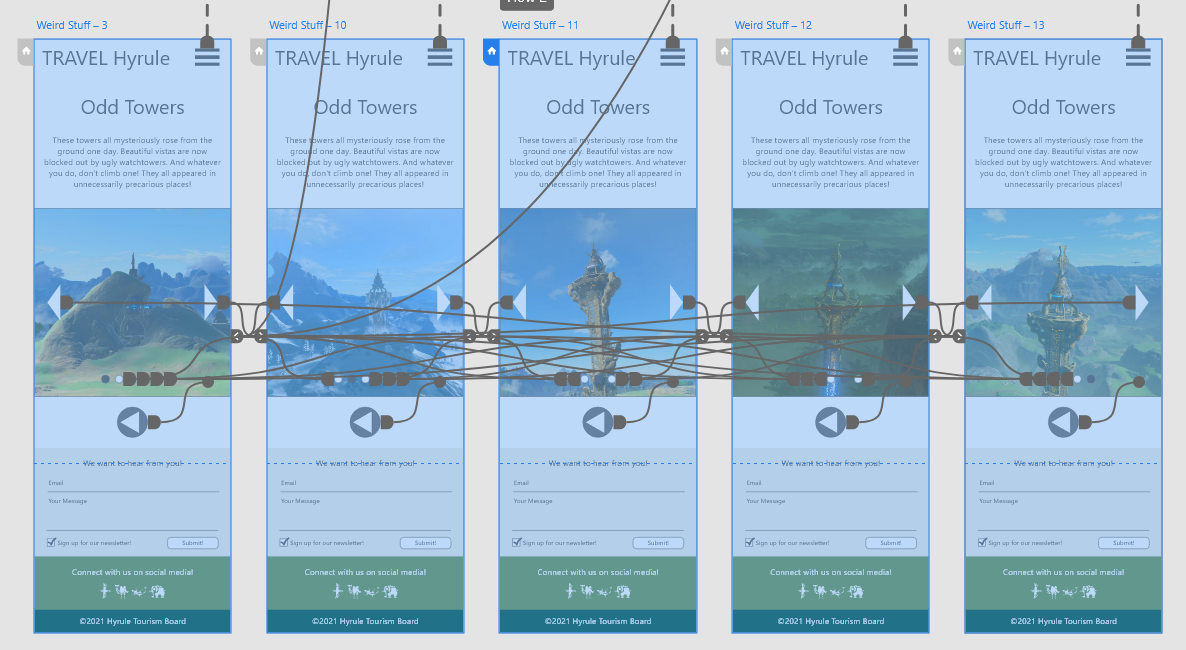 Flow 2
Weird Stuff – 3
TRAVEL Hyrule
Odd Towers
These towers all mysteriously rose from the
ground one day. Beautiful vistas are now
blocked out by ugly watchtowers. And whatever
you do, don't climb one! They all appeared in
unnecessarily precarious places!
We want to hear from you!
Email
Your Message
Sign up for our newsletter!
Submit!
Connect with us on social media!
©2021 Hyrule Tourism Board
Weird Stuff – 10
TRAVEL Hyrule
Odd Towers
These towers all mysteriously rose from the
ground one day. Beautiful vistas are now
blocked out by ugly watchtowers. And whatever
you do, don't climb one! They all appeared in
unnecessarily precarious places!
We want to hear from you!
Email
Your Message
Sign up for our newsletter!
Submit!
Connect with us on social media!
©2021 Hyrule Tourism Board
Weird Stuff – 11
TRAVEL Hyrule
Odd Towers
These towers all mysteriously rose from the
ground one day. Beautiful vistas are now
blocked out by ugly watchtowers. And whatever
you do, don't climb one! They all appeared in
unnecessarily precarious places!
We want to hear from you!
Email
Your Message
Sign up for our newsletter!
Submit!
Connect with us on social media!
©2021 Hyrule Tourism Board
Weird Stuff – 12
TRAVEL Hyrule
Odd Towers
These towers all mysteriously rose from the
ground one day. Beautiful vistas are now
blocked out by ugly watchtowers. And whatever
you do, don't climb one! They all appeared in
unnecessarily precarious places!
We want to hear from you!
Email
Your Message
Sign up for our newsletter!
Submit!
Connect with us on social media!
©2021 Hyrule Tourism Board
Weird Stuff – 13
TRAVEL Hyrule
Odd Towers
These towers all mysteriously rose from the
ground one day. Beautiful vistas are now
blocked out by ugly watchtowers. And whatever
you do, don't climb one! They all appeared in
unnecessarily precarious places!
We want to hear from you!
Email
Your Message
Sign up for our newsletter!
Submit!
Connect with us on social media!
©2021 Hyrule Tourism Board